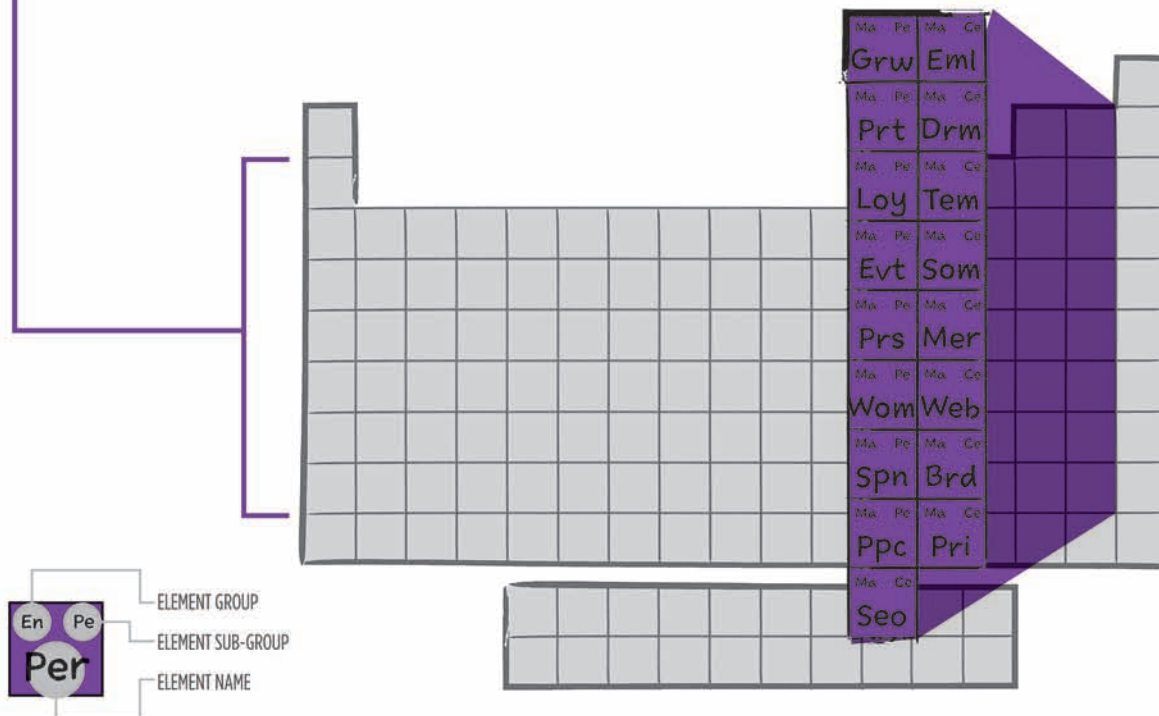 Ma Pe Ma Ce
Grw Eml
Ma Pe Ma Ce
Prt Drm
Ma Pe Ma Ce
Loy Tem
Ma Pe Ma Ce
Evt Som
Ma Pe Ma Ce
Prs Mer
Ma Pe Ma Ce
Wom Web
Ma Pe Ma Ce
Spn Brd
Ma Pe Ma Ce
Ppc Pri
Ma Ce
Seo
En Pe
Per
ELEMENT GROUP
ELEMENT SUB-GROUP
ELEMENT NAME